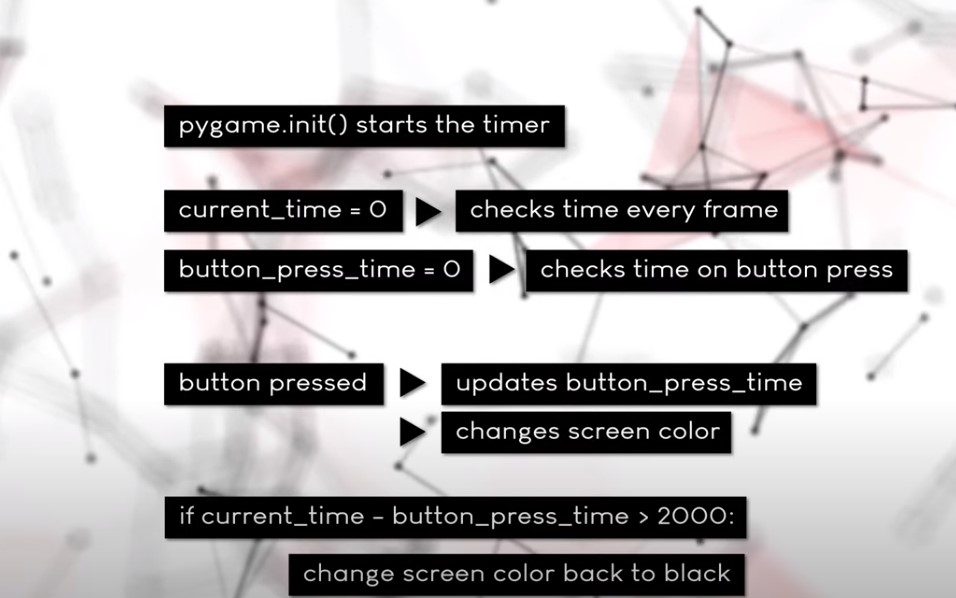 pygame.init() starts the timer
current_time = 0 checks time every frame
button_press_time = 0 checks time on button press
button pressed updates button_press_time
changes screen color
if current_time - button_press_time > 2000:
change screen color back to black